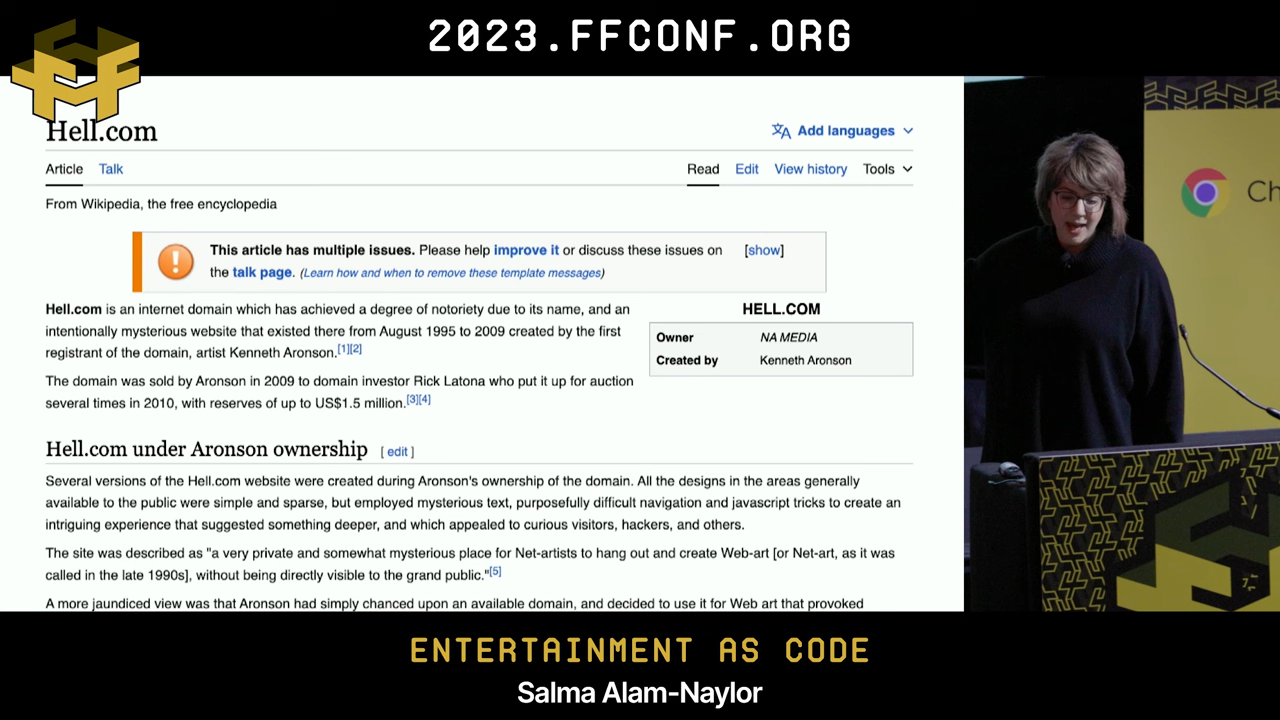 2023.FFCONF.ORG
Hell.com
Add languages
Article Talk Read Edit View history Tools
From Wikipedia, the free encyclopedia
This article has multiple issues. Please help improve it or discuss these issues on [show]
the talk page. (Learn how and when to remove these template messages)
Hell.com is an internet domain which has achieved a degree of notoriety due to its name, and an
intentionally mysterious website that existed there from August 1995 to 2009 created by the first
registrant of the domain, artist Kenneth Aronson.[1][2]
The domain was sold by Aronson in 2009 to domain investor Rick Latona who put it up for auction
several times in 2010, with reserves of up to US$1.5 million.[3][4]
HELL.COM
Owner NA MEDIA
Created by Kenneth Aronson
Hell.com under Aronson ownership [ edit ]
Several versions of the Hell.com website were created during Aronson's ownership of the domain. All the designs in the areas generally
available to the public were simple and sparse, but employed mysterious text, purposefully difficult navigation and javascript tricks to create an
intriguing experience that suggested something deeper, and which appealed to curious visitors, hackers, and others.
The site was described as "a very private and somewhat mysterious place for Net-artists to hang out and create Web-art [or Net-art, as it was
called in the late 1990s], without being directly visible to the grand public."[5]
A more jaundiced view was that Aronson had simply chanced upon an available domain, and decided to use it for Web art that provoked
Ch
ENTERTAINMENT AS CODE
Salma Alam-Naylor